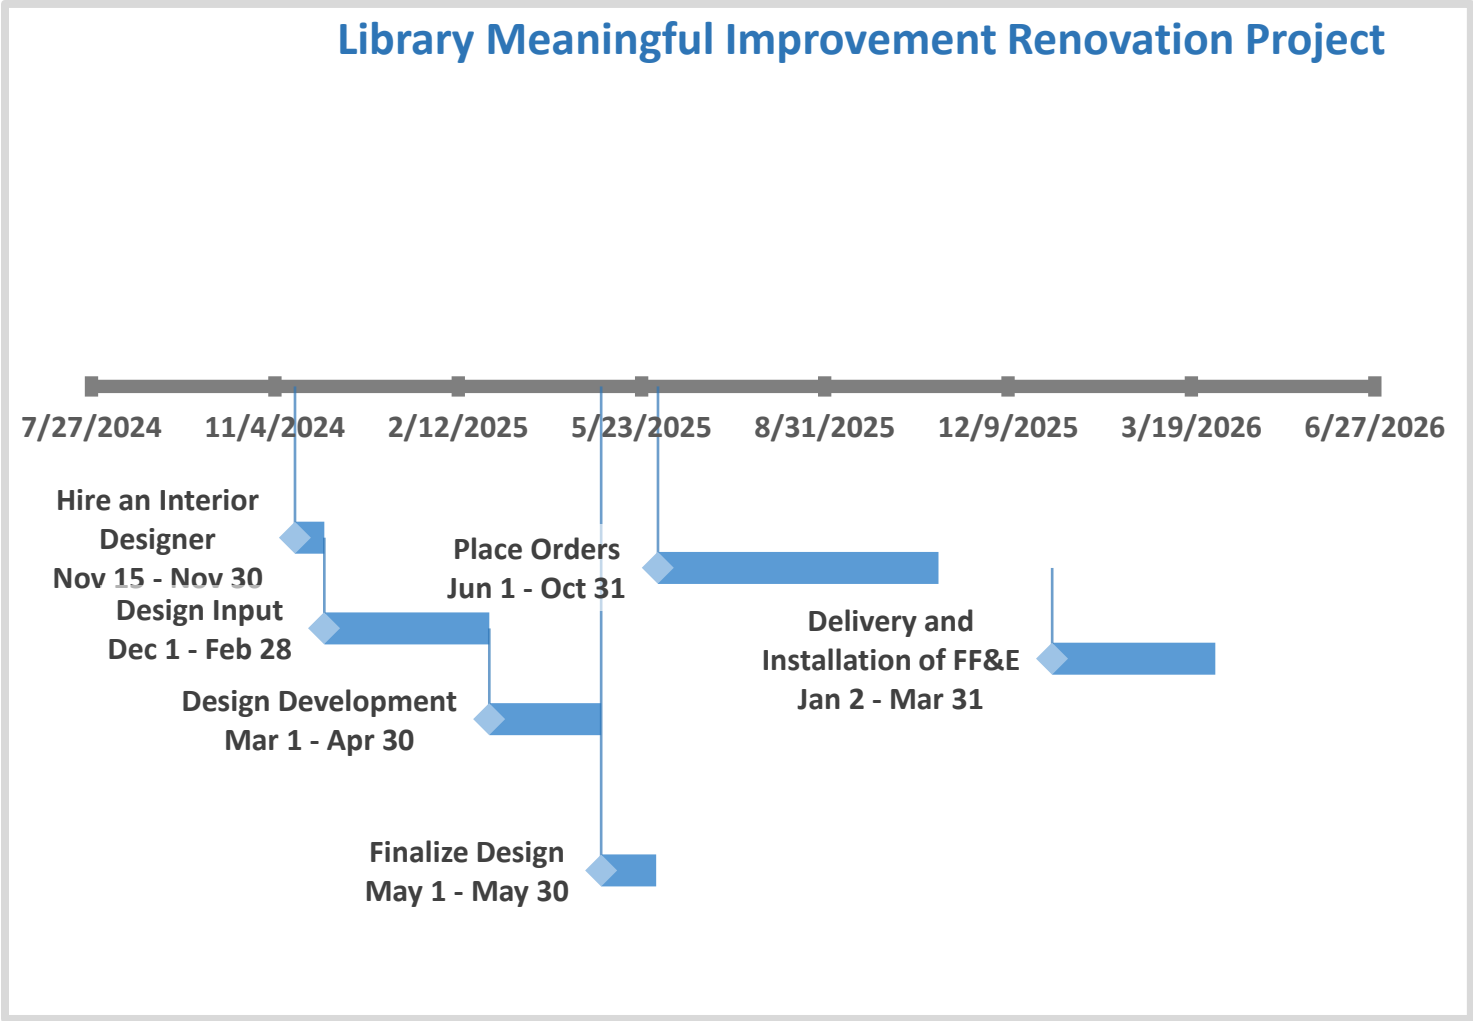 Library Meaningful Improvement Renovation Project
7/27/2024 11/4/2024 2/12/2025 5/23/2025 8/31/2025 12/9/2025 3/19/2026 6/27/2026
Hire an Interior
Designer
Nov 15 - Nov 30
Design Input
Dec 1 - Feb 28
Design Development
Mar 1 - Apr 30
Finalize Design
May 1 - May 30
Place Orders
Jun 1 - Oct 31
Delivery and
Installation of FF&E
Jan 2 - Mar 31